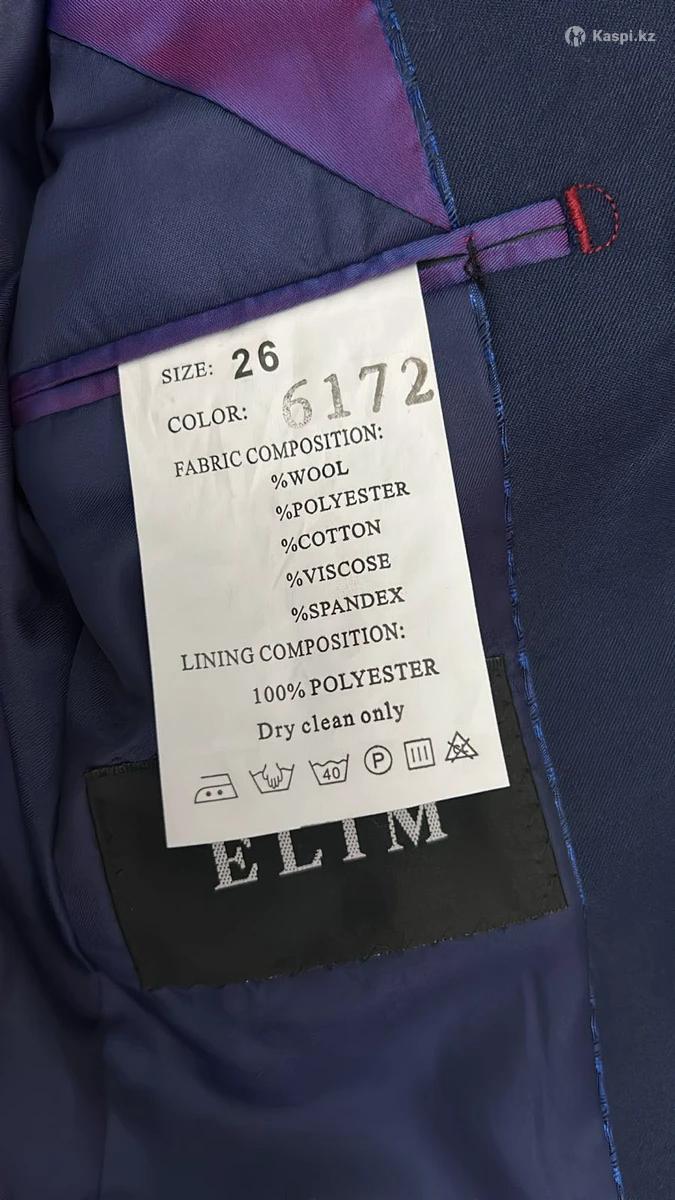 Kaspi.kz
SIZE: 26
COLOR: 6172
FABRIC COMPOSITION:
%WOOL
%POLYESTER
%COTTON
%VISCOSE
%SPANDEX
LINING COMPOSITION:
100% POLYESTER
Dry clean only
40 P
ELIM